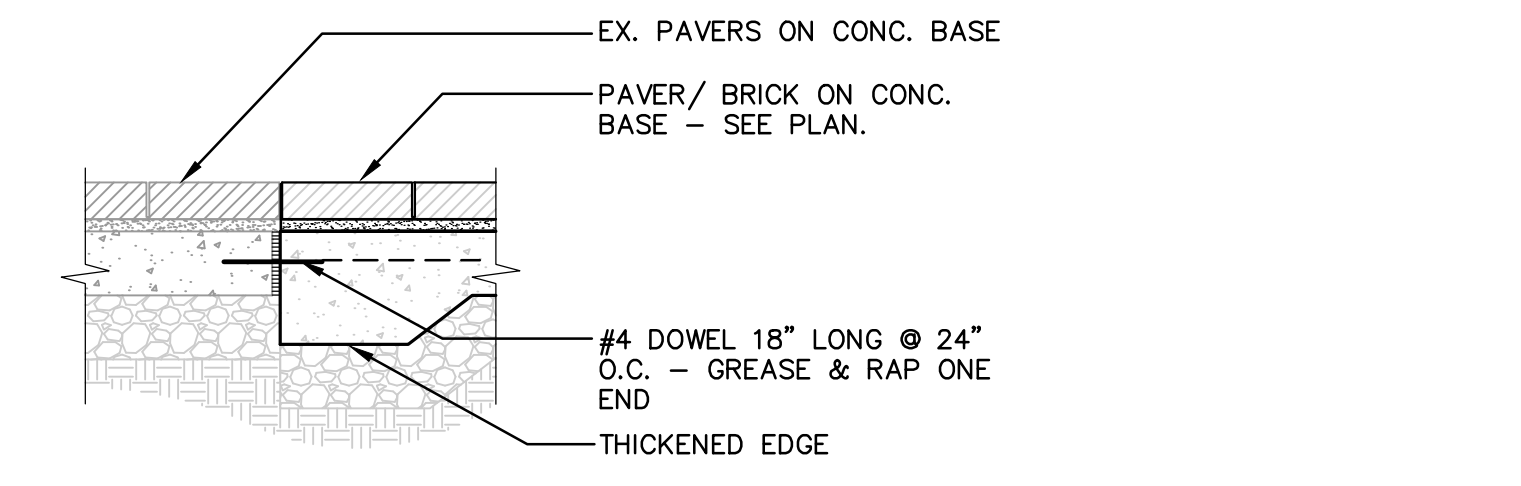 EX. PAVERS ON CONC. BASE
PAVER/ BRICK ON CONC.
BASE – SEE PLAN.
#4 DOWEL 18" LONG @ 24"
O.C. – GREASE & RAP ONE
END
THICKENED EDGE